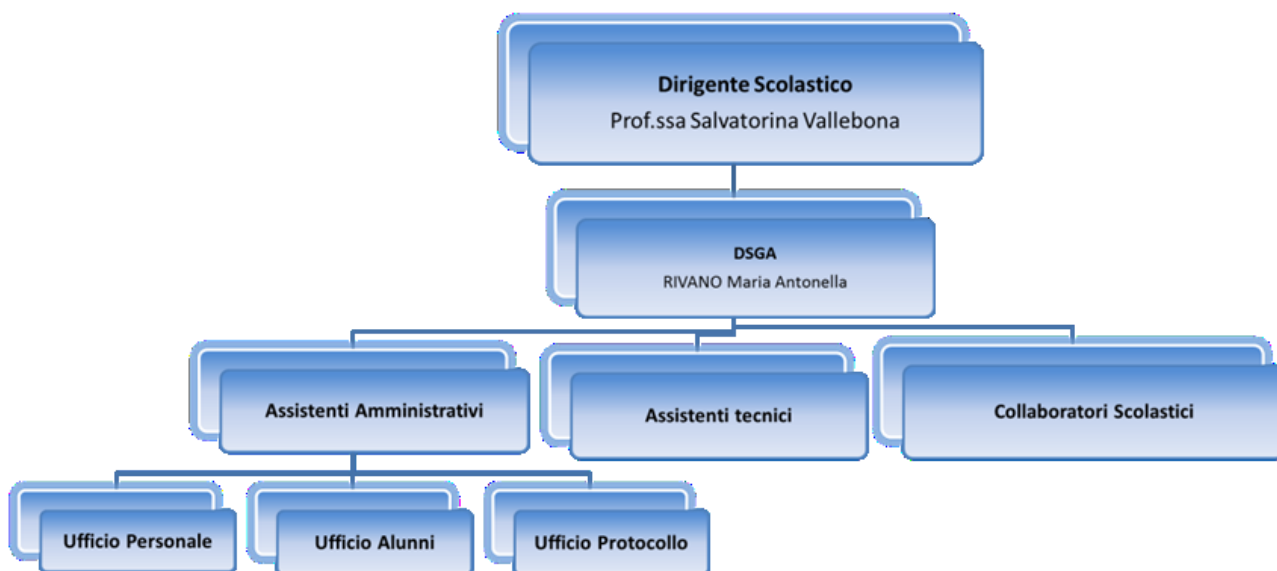 Dirigente Scolastico
Prof.ssa Salvatorina Vallebona
DSGA
RIVANO Maria Antonella
Assistenti Amministrativi
Assistenti tecnici
Collaboratori Scolastici
Ufficio Personale
Ufficio Alunni
Ufficio Protocollo